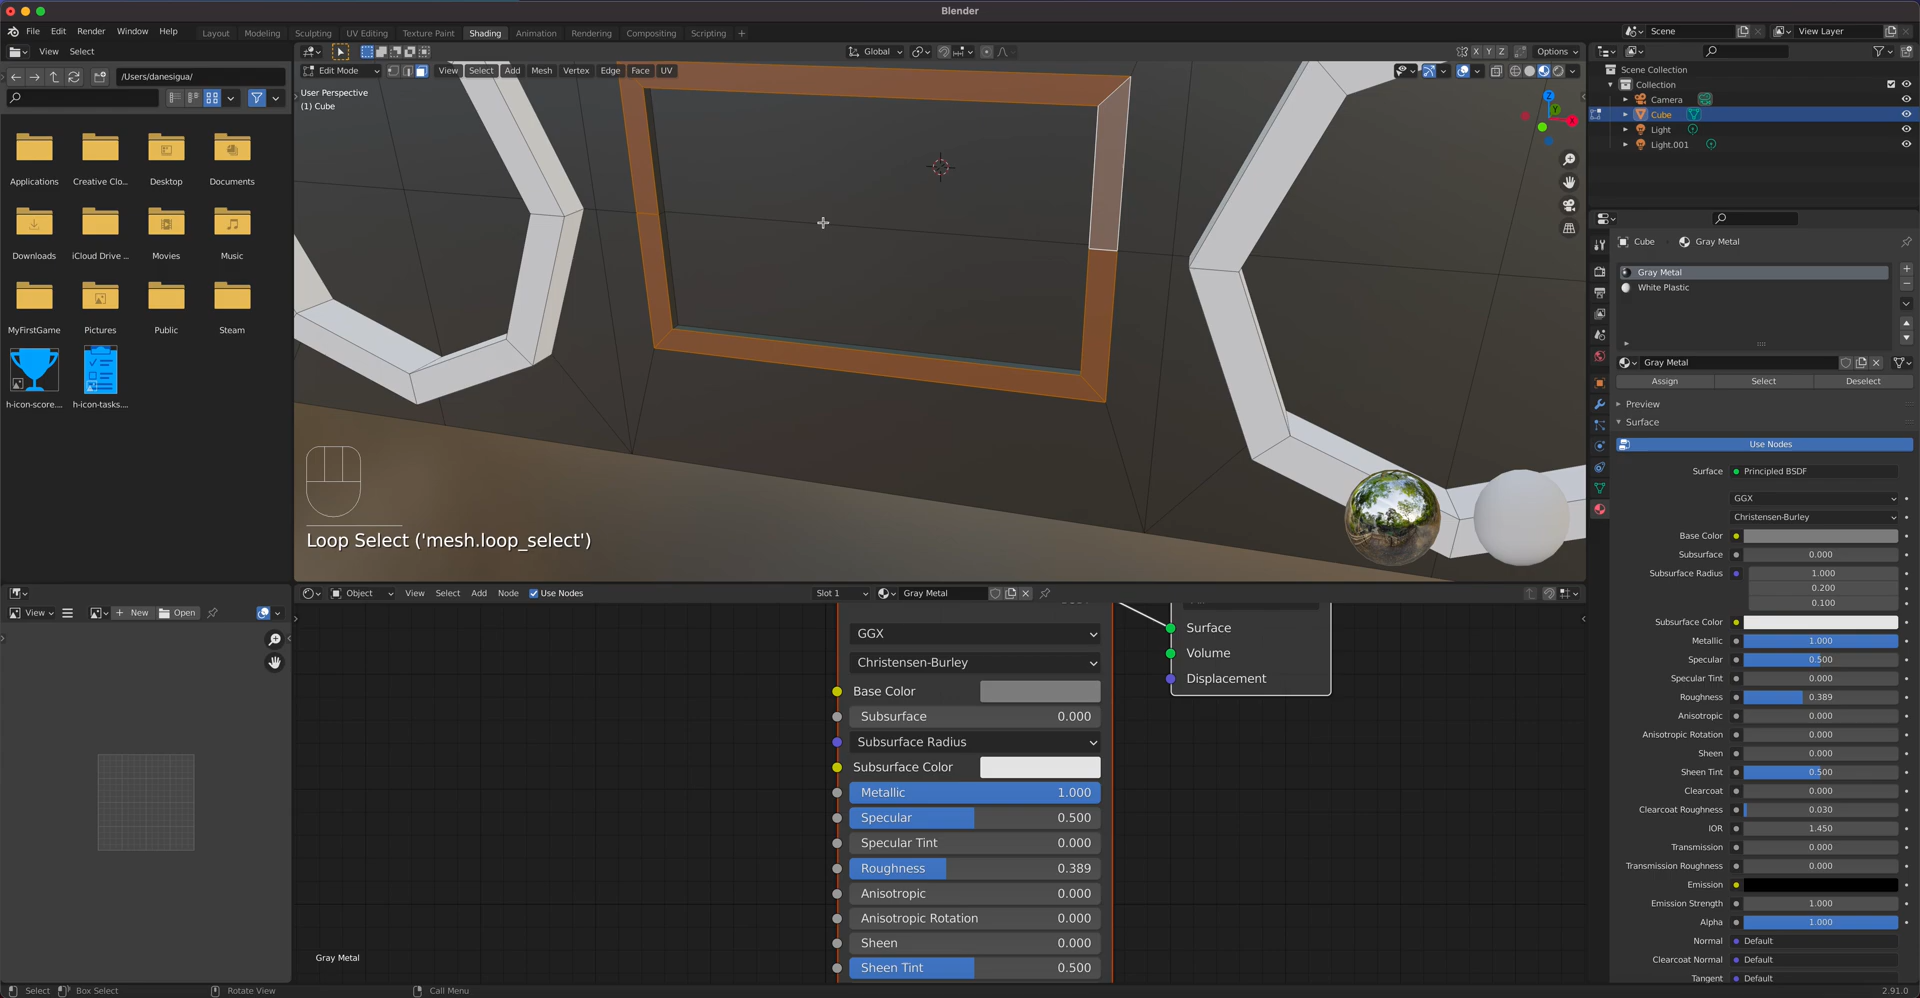 Blender
File Edit Render Window Help
Layout Modeling Sculpting UV Editing Texture Paint Shading Animation Rendering Compositing Scripting +
Scene View Layer
View Select
/Users/danesigua/
Applications Creative Clo... Desktop Documents
Downloads iCloud Drive ... Movies Music
MyFirstGame Pictures Public Steam
h-icon-score.... h-icon-tasks....
Global Options X Y Z
Edit Mode View Select Add Mesh Vertex Edge Face UV
User Perspective
(1) Cube
Z
Y
X
Loop Select ('mesh.loop_select')
Object View Select Add Node Use Nodes Slot 1 Gray Metal
View New Open
GGX
Christensen-Burley
Base Color
Subsurface 0.000
Subsurface Radius
Subsurface Color
Metallic 1.000
Specular 0.500
Specular Tint 0.000
Roughness 0.389
Anisotropic 0.000
Anisotropic Rotation 0.000
Sheen 0.000
Sheen Tint 0.500
Surface
Volume
Displacement
Gray Metal
Scene Collection
Collection
Camera
Cube
Light
Light.001
Cube Gray Metal
Gray Metal
White Plastic
Gray Metal
Assign Select Deselect
Preview
Surface
Use Nodes
Surface Principled BSDF
GGX
Christensen-Burley
Base Color
Subsurface 0.000
Subsurface Radius 1.000
0.200
0.100
Subsurface Color
Metallic 1.000
Specular 0.500
Specular Tint 0.000
Roughness 0.389
Anisotropic 0.000
Anisotropic Rotation 0.000
Sheen 0.000
Sheen Tint 0.500
Clearcoat 0.000
Clearcoat Roughness 0.030
IOR 1.450
Transmission 0.000
Transmission Roughness 0.000
Emission
Emission Strength 1.000
Alpha 1.000
Normal Default
Clearcoat Normal Default
Tangent Default
Select Box Select Rotate View Call Menu 2.91.0